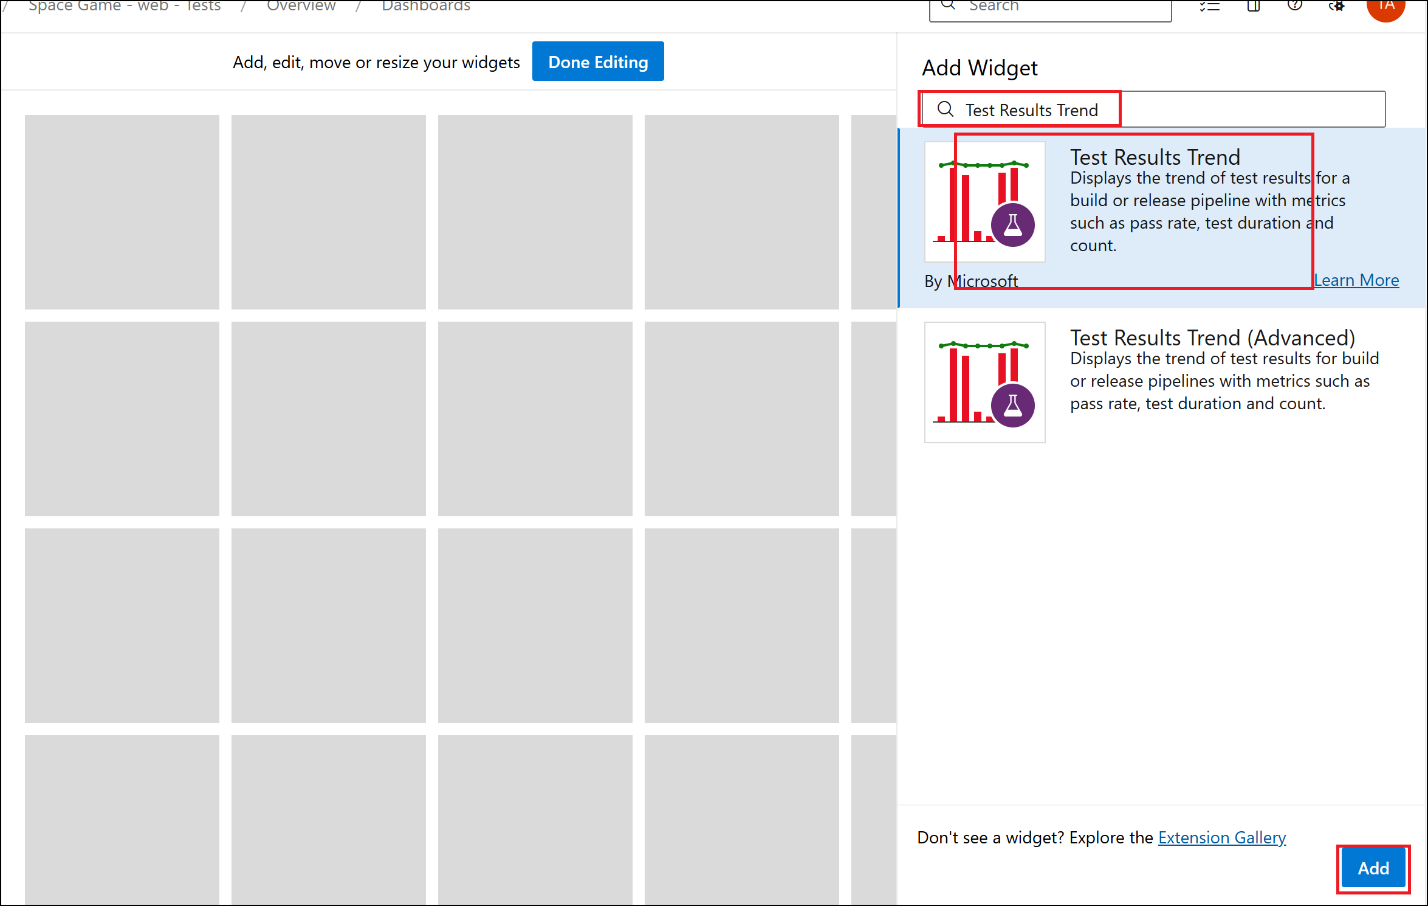 / Space Game - web - Tests / Overview / Dashboards
Search
TA
Add, edit, move or resize your widgets
Done Editing
Add Widget
Test Results Trend
Test Results Trend
Displays the trend of test results for a
build or release pipeline with metrics
such as pass rate, test duration and
count.
By Microsoft
Learn More
Test Results Trend (Advanced)
Displays the trend of test results for build
or release pipelines with metrics such as
pass rate, test duration and count.
Don't see a widget? Explore the Extension Gallery
Add